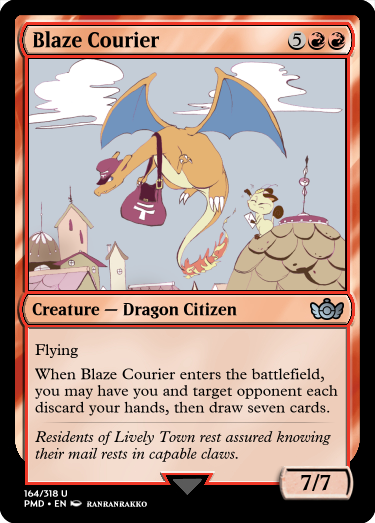 Blaze Courier 5
〒
Creature — Dragon Citizen
Flying
When Blaze Courier enters the battlefield,
you may have you and target opponent each
discard your hands, then draw seven cards.
Residents of Lively Town rest assured knowing
their mail rests in capable claws.
7/7
164/318 U
PMD • EN RANRANRAKKO